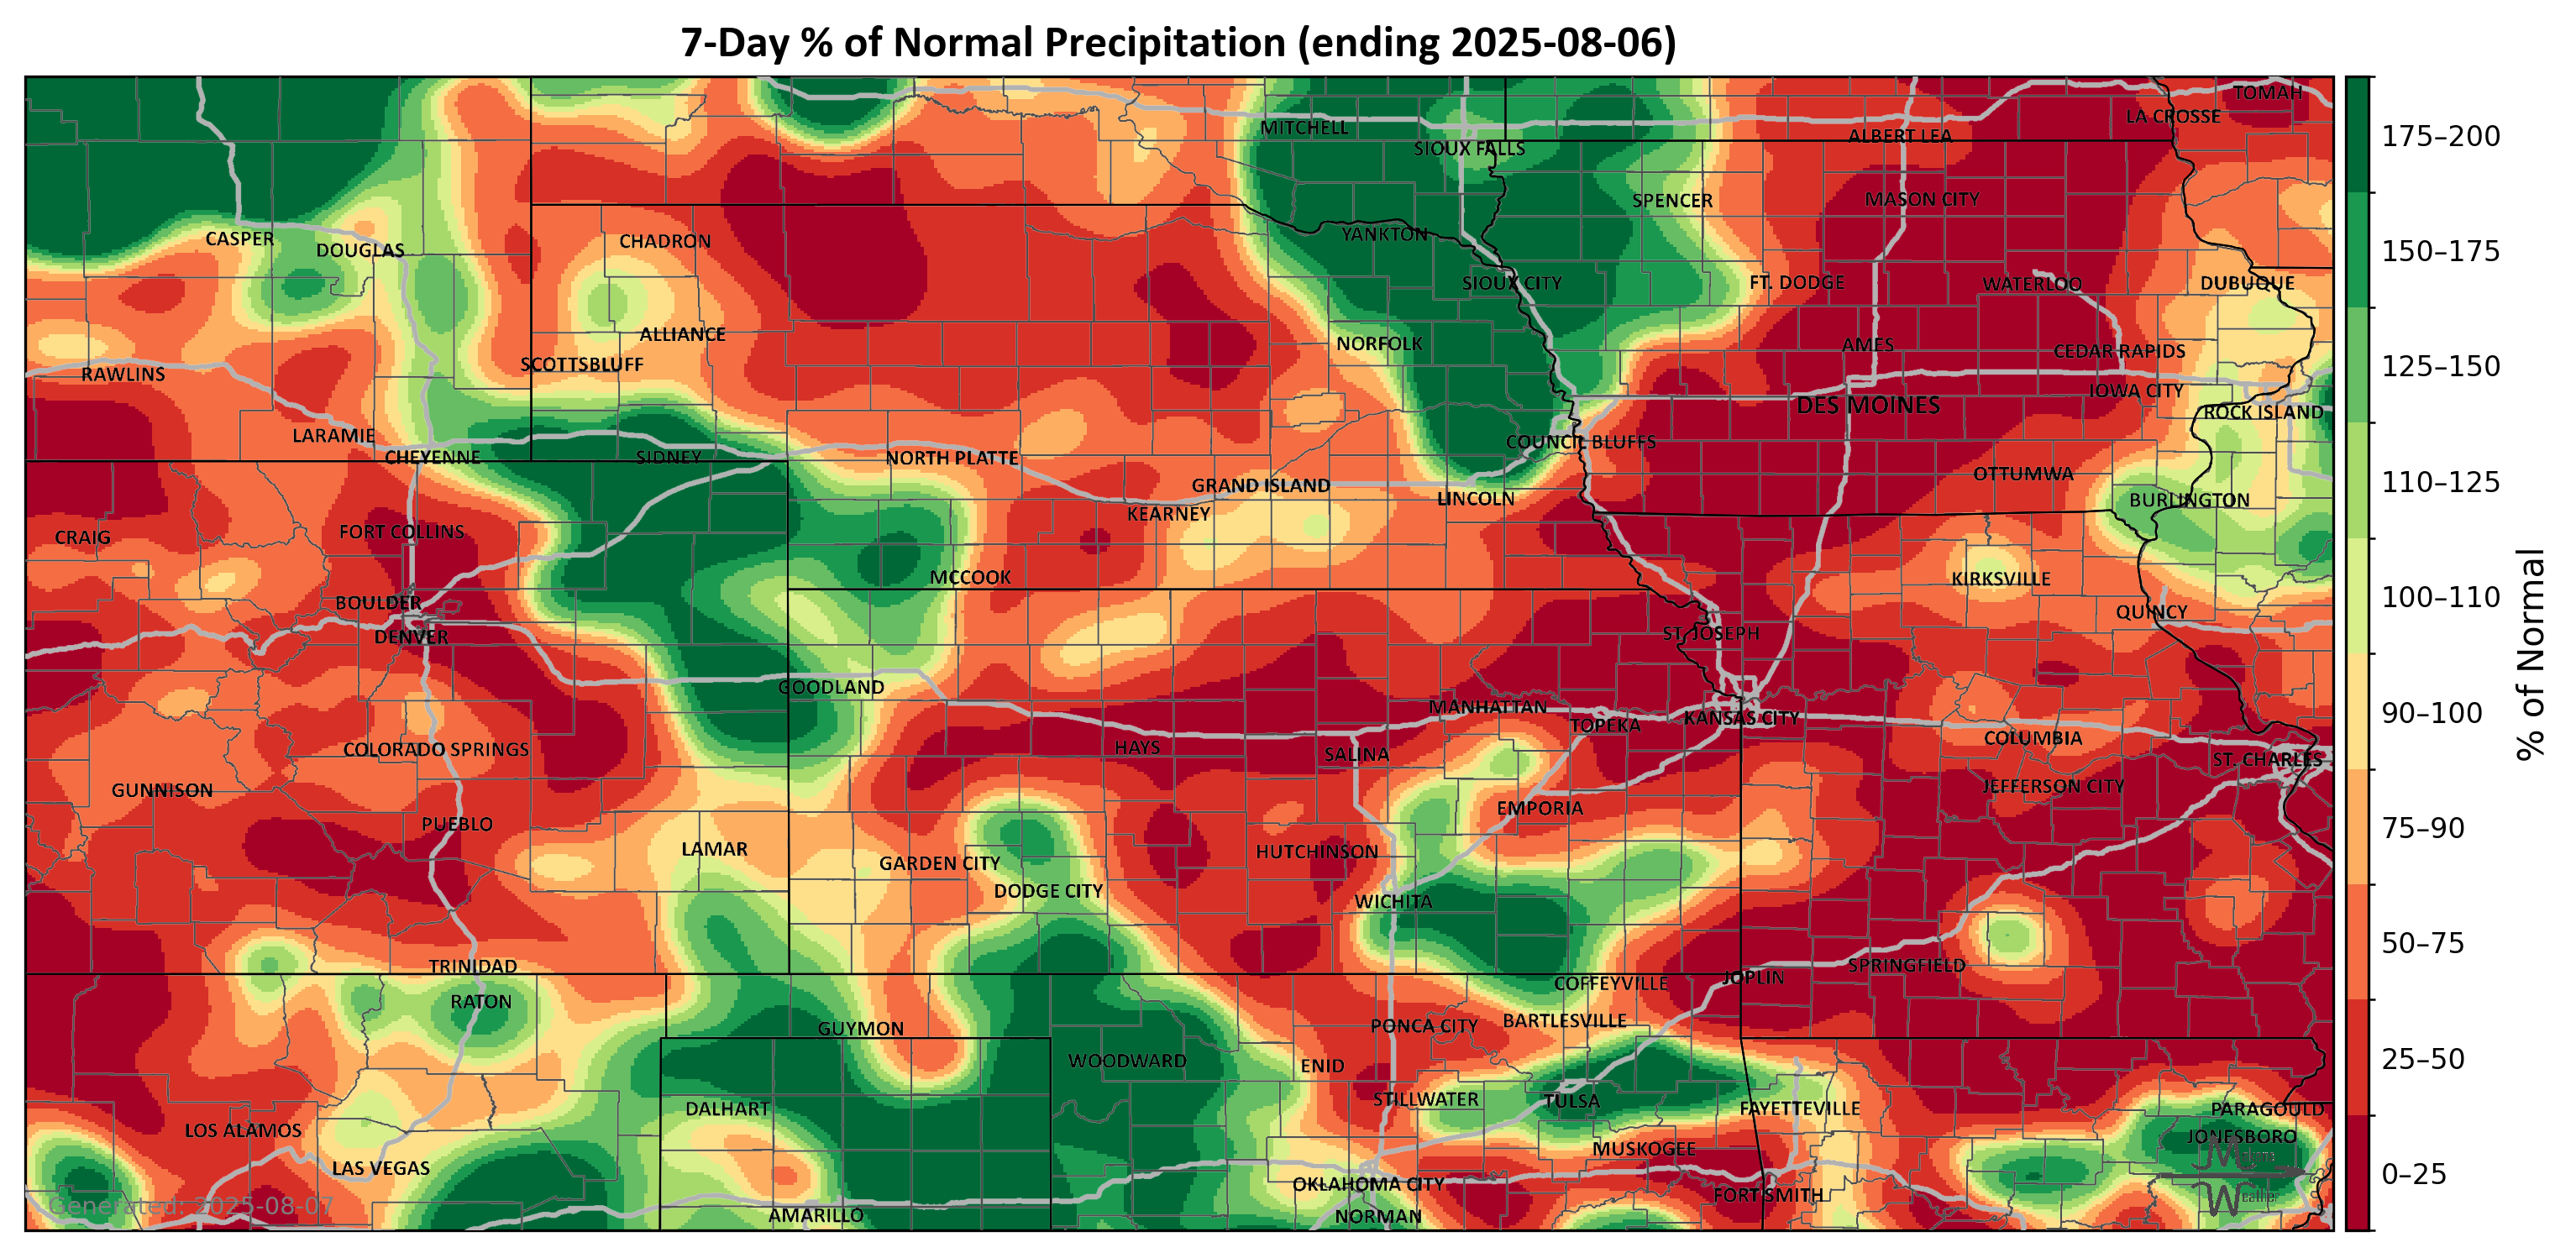 7-Day % of Normal Precipitation (ending 2025-08-06)
TOMAH
LA CROSSE
MITCHELL
ALBERT LEA
SIOUX FALLS
SPENCER
MASON CITY
CASPER
DOUGLAS
CHADRON
YANKTON
SIOUX CITY
FT. DODGE
WATERLOO
DUBUQUE
ALLIANCE
NORFOLK
AMES
CEDAR RAPIDS
SCOTTSBLUFF
RAWLINS
IOWA CITY
DES MOINES
ROCK ISLAND
LARAMIE
COUNCIL BLUFFS
CHEYENNE
SIDNEY
NORTH PLATTE
OTTUMWA
GRAND ISLAND
LINCOLN
BURLINGTON
KEARNEY
CRAIG
FORT COLLINS
MCCOOK
KIRKSVILLE
BOULDER
QUINCY
DENVER
ST. JOSEPH
GOODLAND
MANHATTAN
TOPEKA
KANSAS CITY
COLORADO SPRINGS
HAYS
SALINA
COLUMBIA
ST. CHARLES
GUNNISON
JEFFERSON CITY
EMPORIA
PUEBLO
LAMAR
GARDEN CITY
HUTCHINSON
DODGE CITY
WICHITA
TRINIDAD
SPRINGFIELD
JOPLIN
COFFEYVILLE
RATON
GUYMON
PONCA CITY
BARTLESVILLE
WOODWARD
ENID
DALHART
STILLWATER
TULSA
FAYETTEVILLE
PARAGOULD
LOS ALAMOS
JONESBORO
MUSKOGEE
LAS VEGAS
OKLAHOMA CITY
FORT SMITH
AMARILLO
NORMAN
Generated: 2025-08-07
Weather
175–200
150–175
125–150
110–125
100–110
90–100
75–90
50–75
25–50
0–25
% of Normal